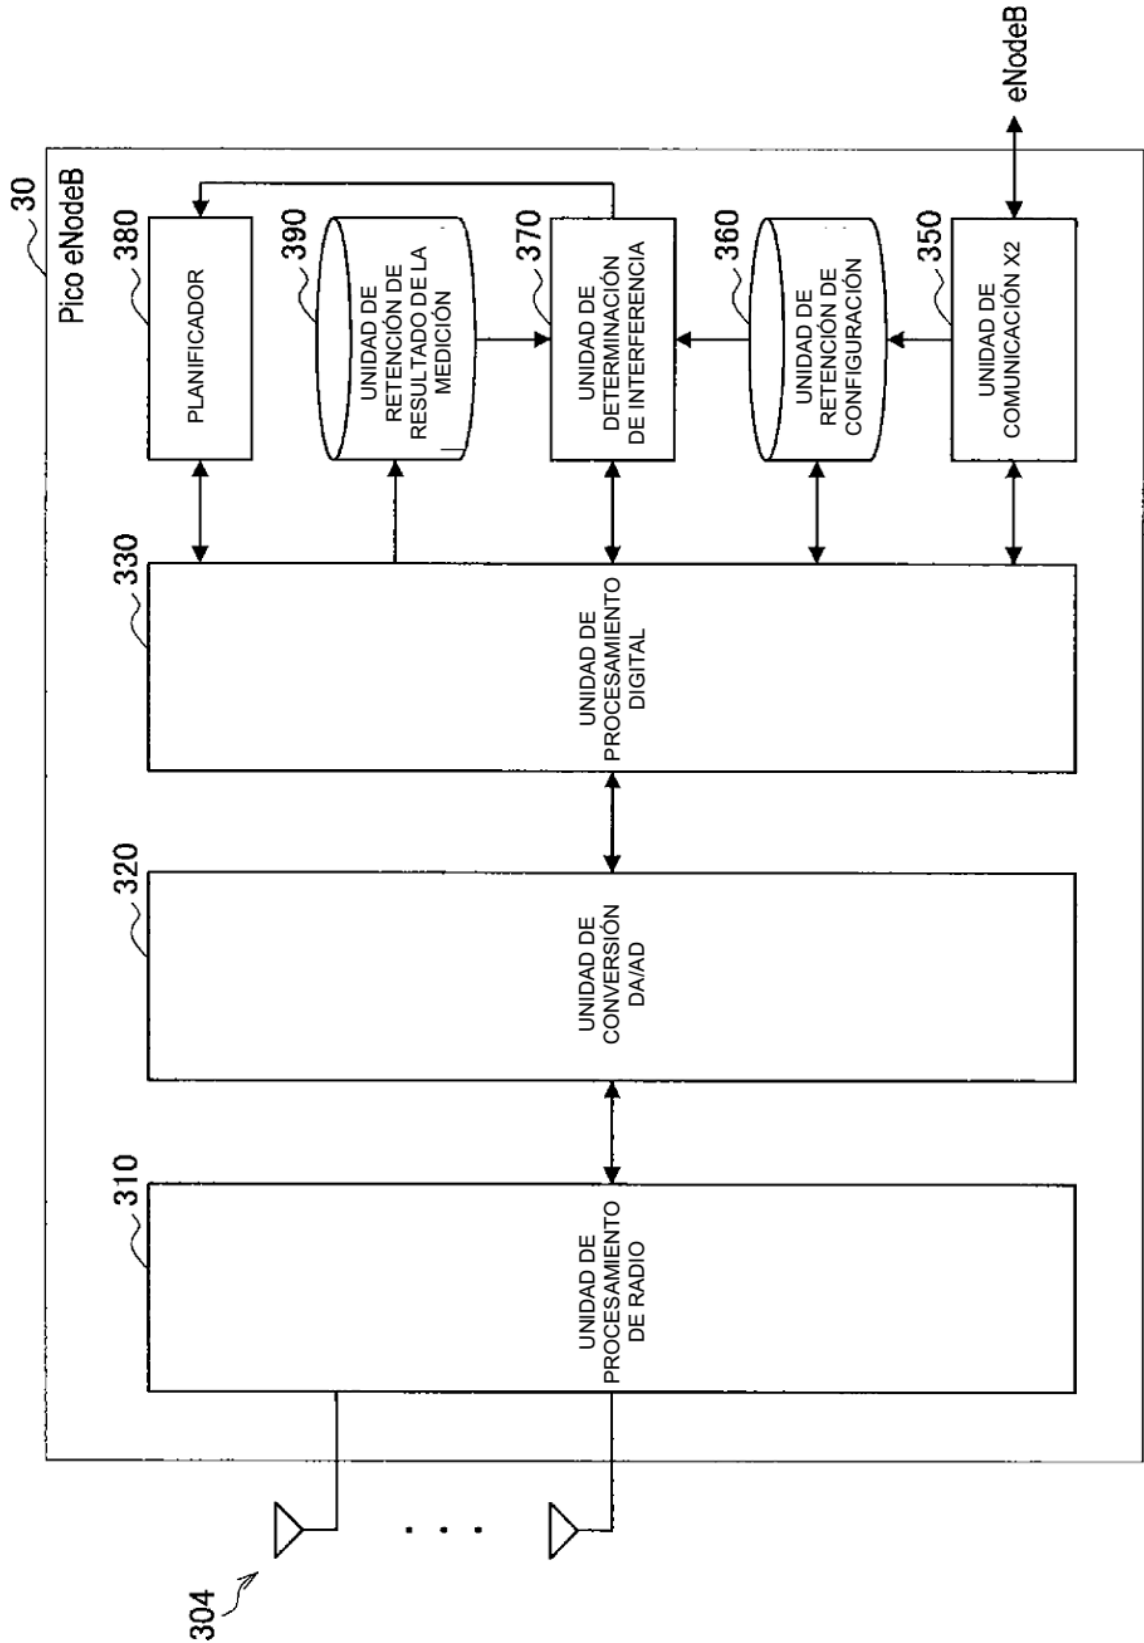 30
Pico eNodeB
304
310
UNIDAD DE
PROCESAMIENTO
DE RADIO
320
UNIDAD DE
CONVERSIÓN
DA/AD
330
UNIDAD DE
PROCESAMIENTO
DIGITAL
380
PLANIFICADOR
390
UNIDAD DE
RETENCIÓN DE
RESULTADO DE LA
MEDICIÓN
370
UNIDAD DE
DETERMINACIÓN
DE INTERFERENCIA
360
UNIDAD DE
RETENCIÓN DE
CONFIGURACIÓN
350
UNIDAD DE
COMUNICACIÓN X2
eNodeB